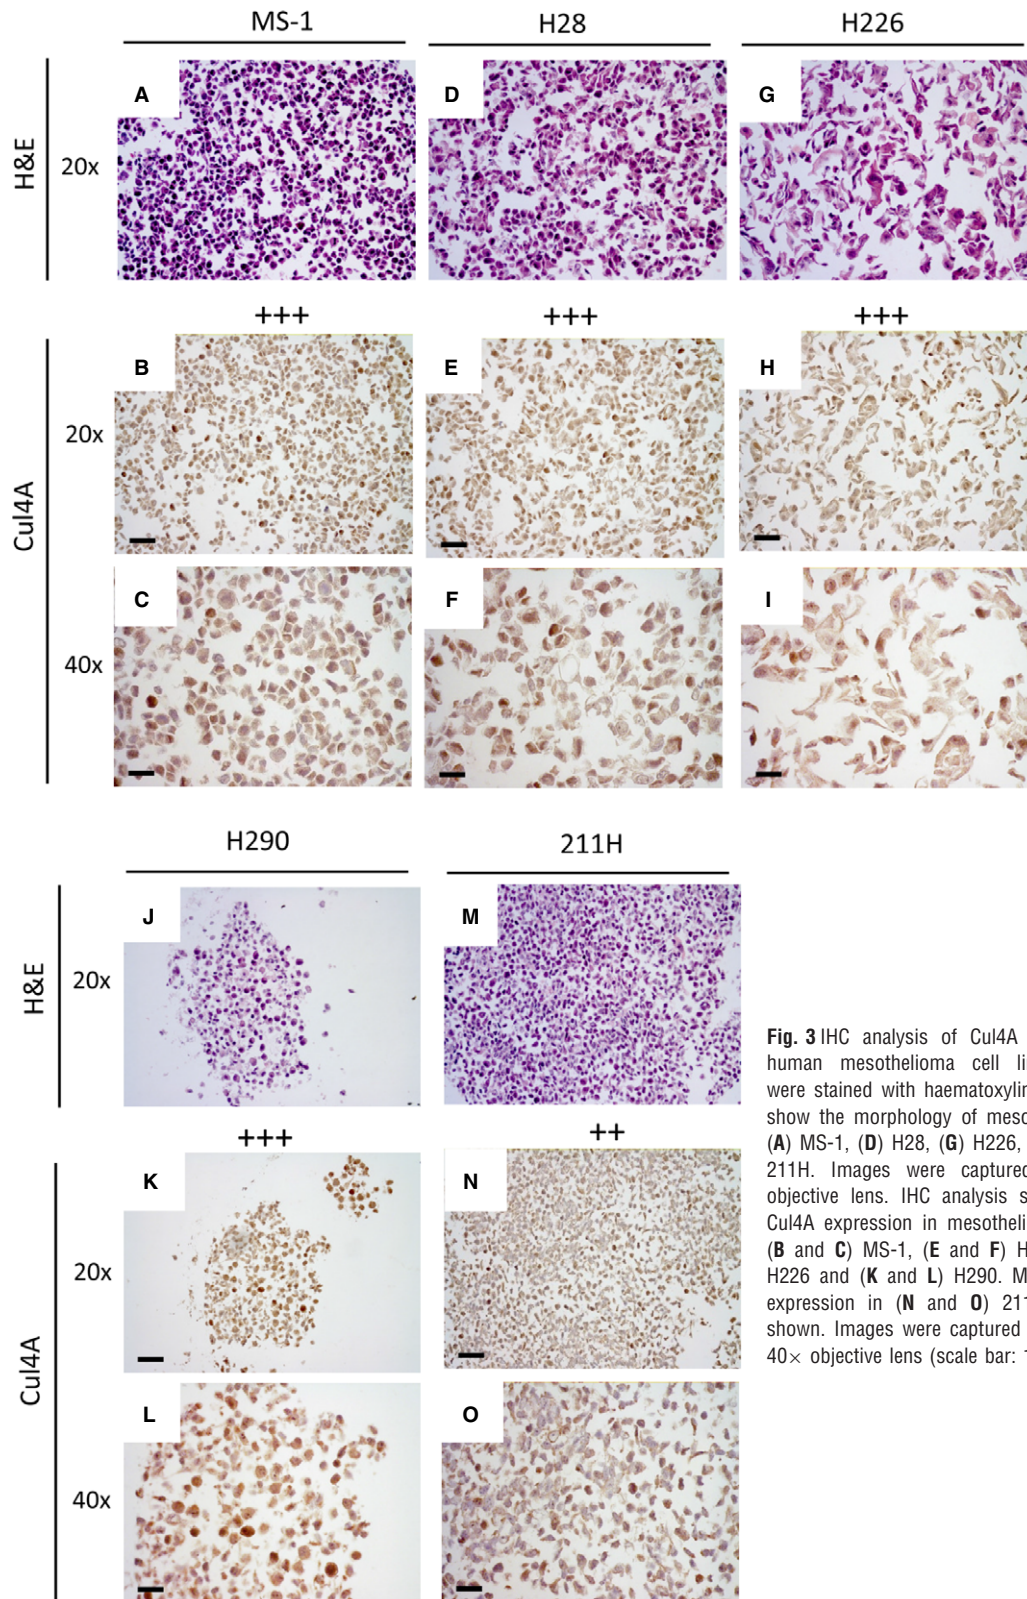 MS-1 H28 H226
H&E
20x
A D G
+++ +++ +++
Cul4A
20x
B E H
40x
C F I
H290 211H
H&E
20x
J M
+++ ++
Cul4A
20x
K N
40x
L O
Fig. 3 IHC analysis of Cul4A
human mesothelioma cell li
were stained with haematoxylin
show the morphology of meso
(A) MS-1, (D) H28, (G) H226,
211H. Images were captured
objective lens. IHC analysis s
Cul4A expression in mesotheli
(B and C) MS-1, (E and F) H
H226 and (K and L) H290. M
expression in (N and O) 211
shown. Images were captured
40× objective lens (scale bar: 1